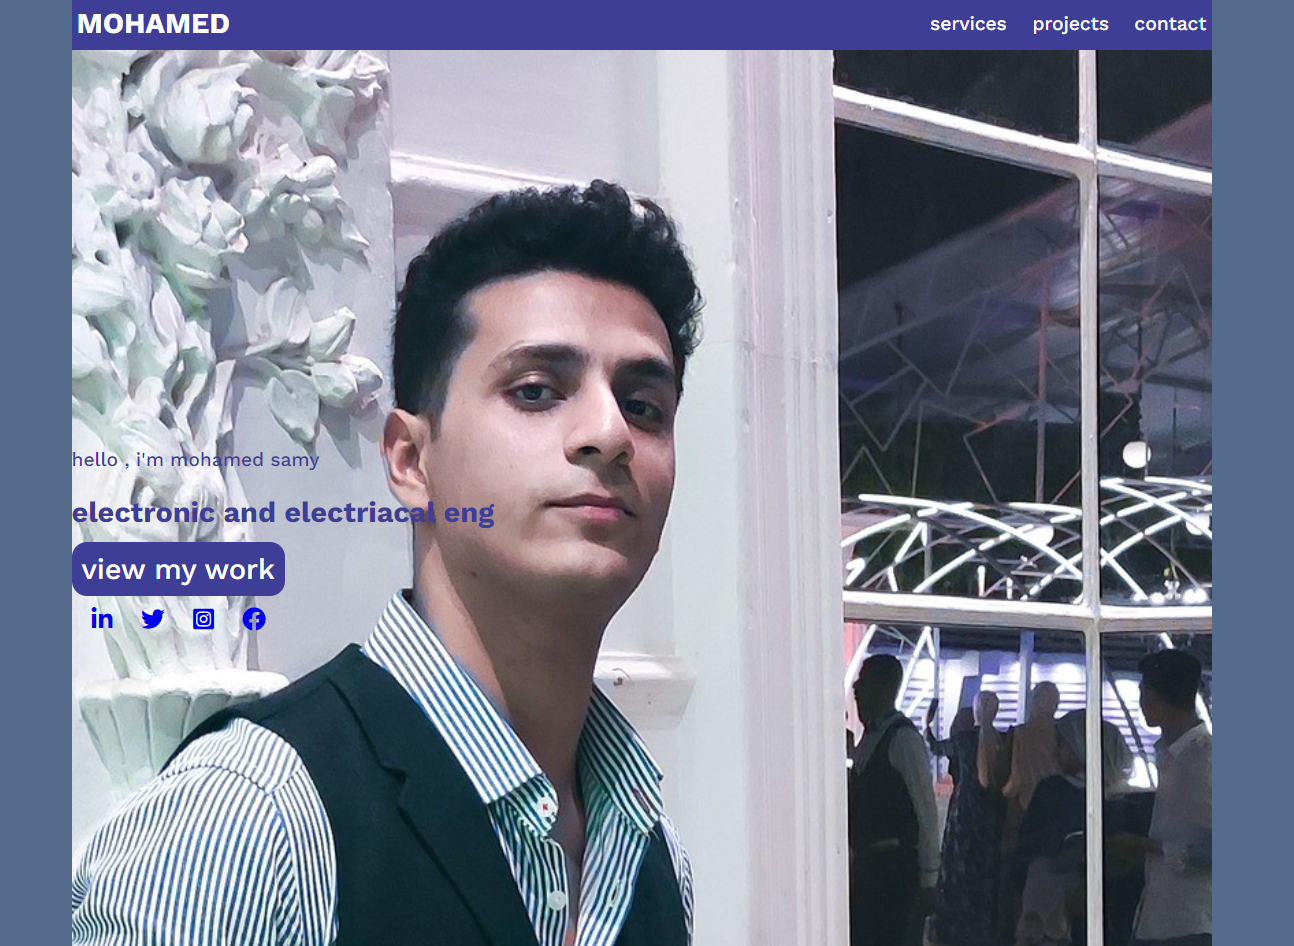 MOHAMED
services projects contact
hello , i'm mohamed samy
electronic and electriacal eng
view my work